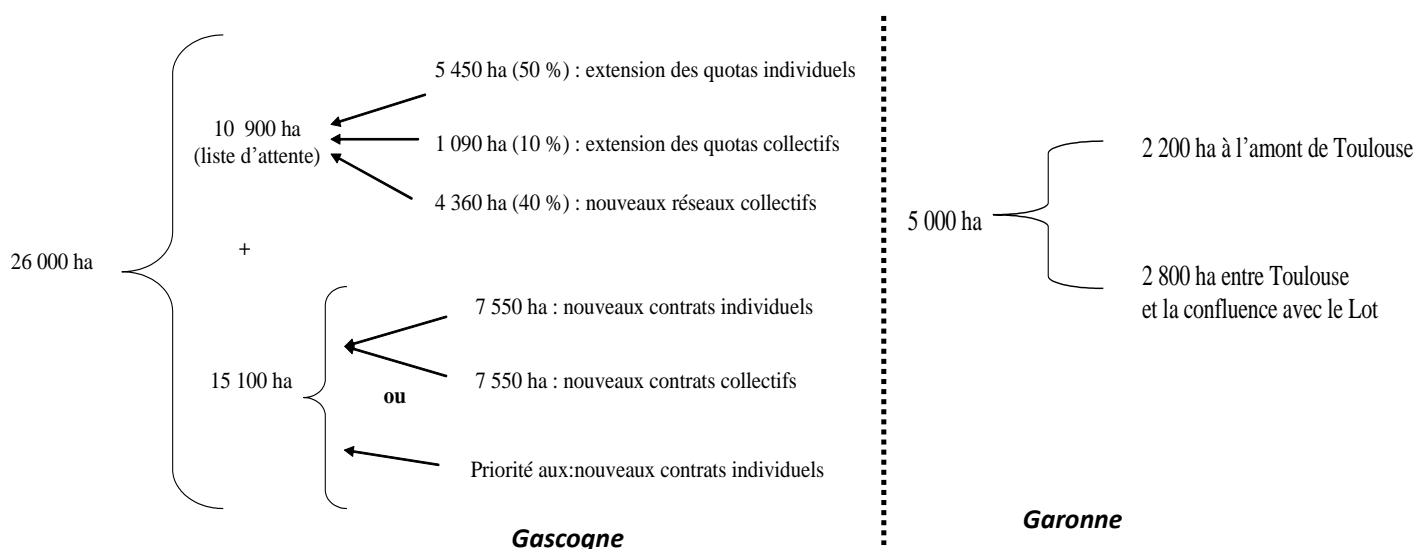 5 450 ha (50 %) : extension des quotas individuels
10 900 ha
(liste d’attente)
1 090 ha (10 %) : extension des quotas collectifs
4 360 ha (40 %) : nouveaux réseaux collectifs
26 000 ha
+
7 550 ha : nouveaux contrats individuels
15 100 ha
7 550 ha : nouveaux contrats collectifs
ou
Priorité aux:nouveaux contrats individuels
Gascogne
2 200 ha à l’amont de Toulouse
5 000 ha
2 800 ha entre Toulouse
et la confluence avec le Lot
Garonne